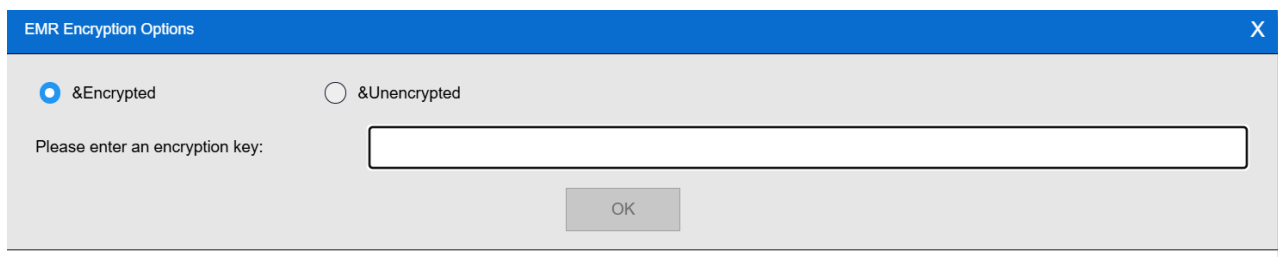 EMR Encryption Options X
&Encrypted &Unencrypted
Please enter an encryption key:
OK